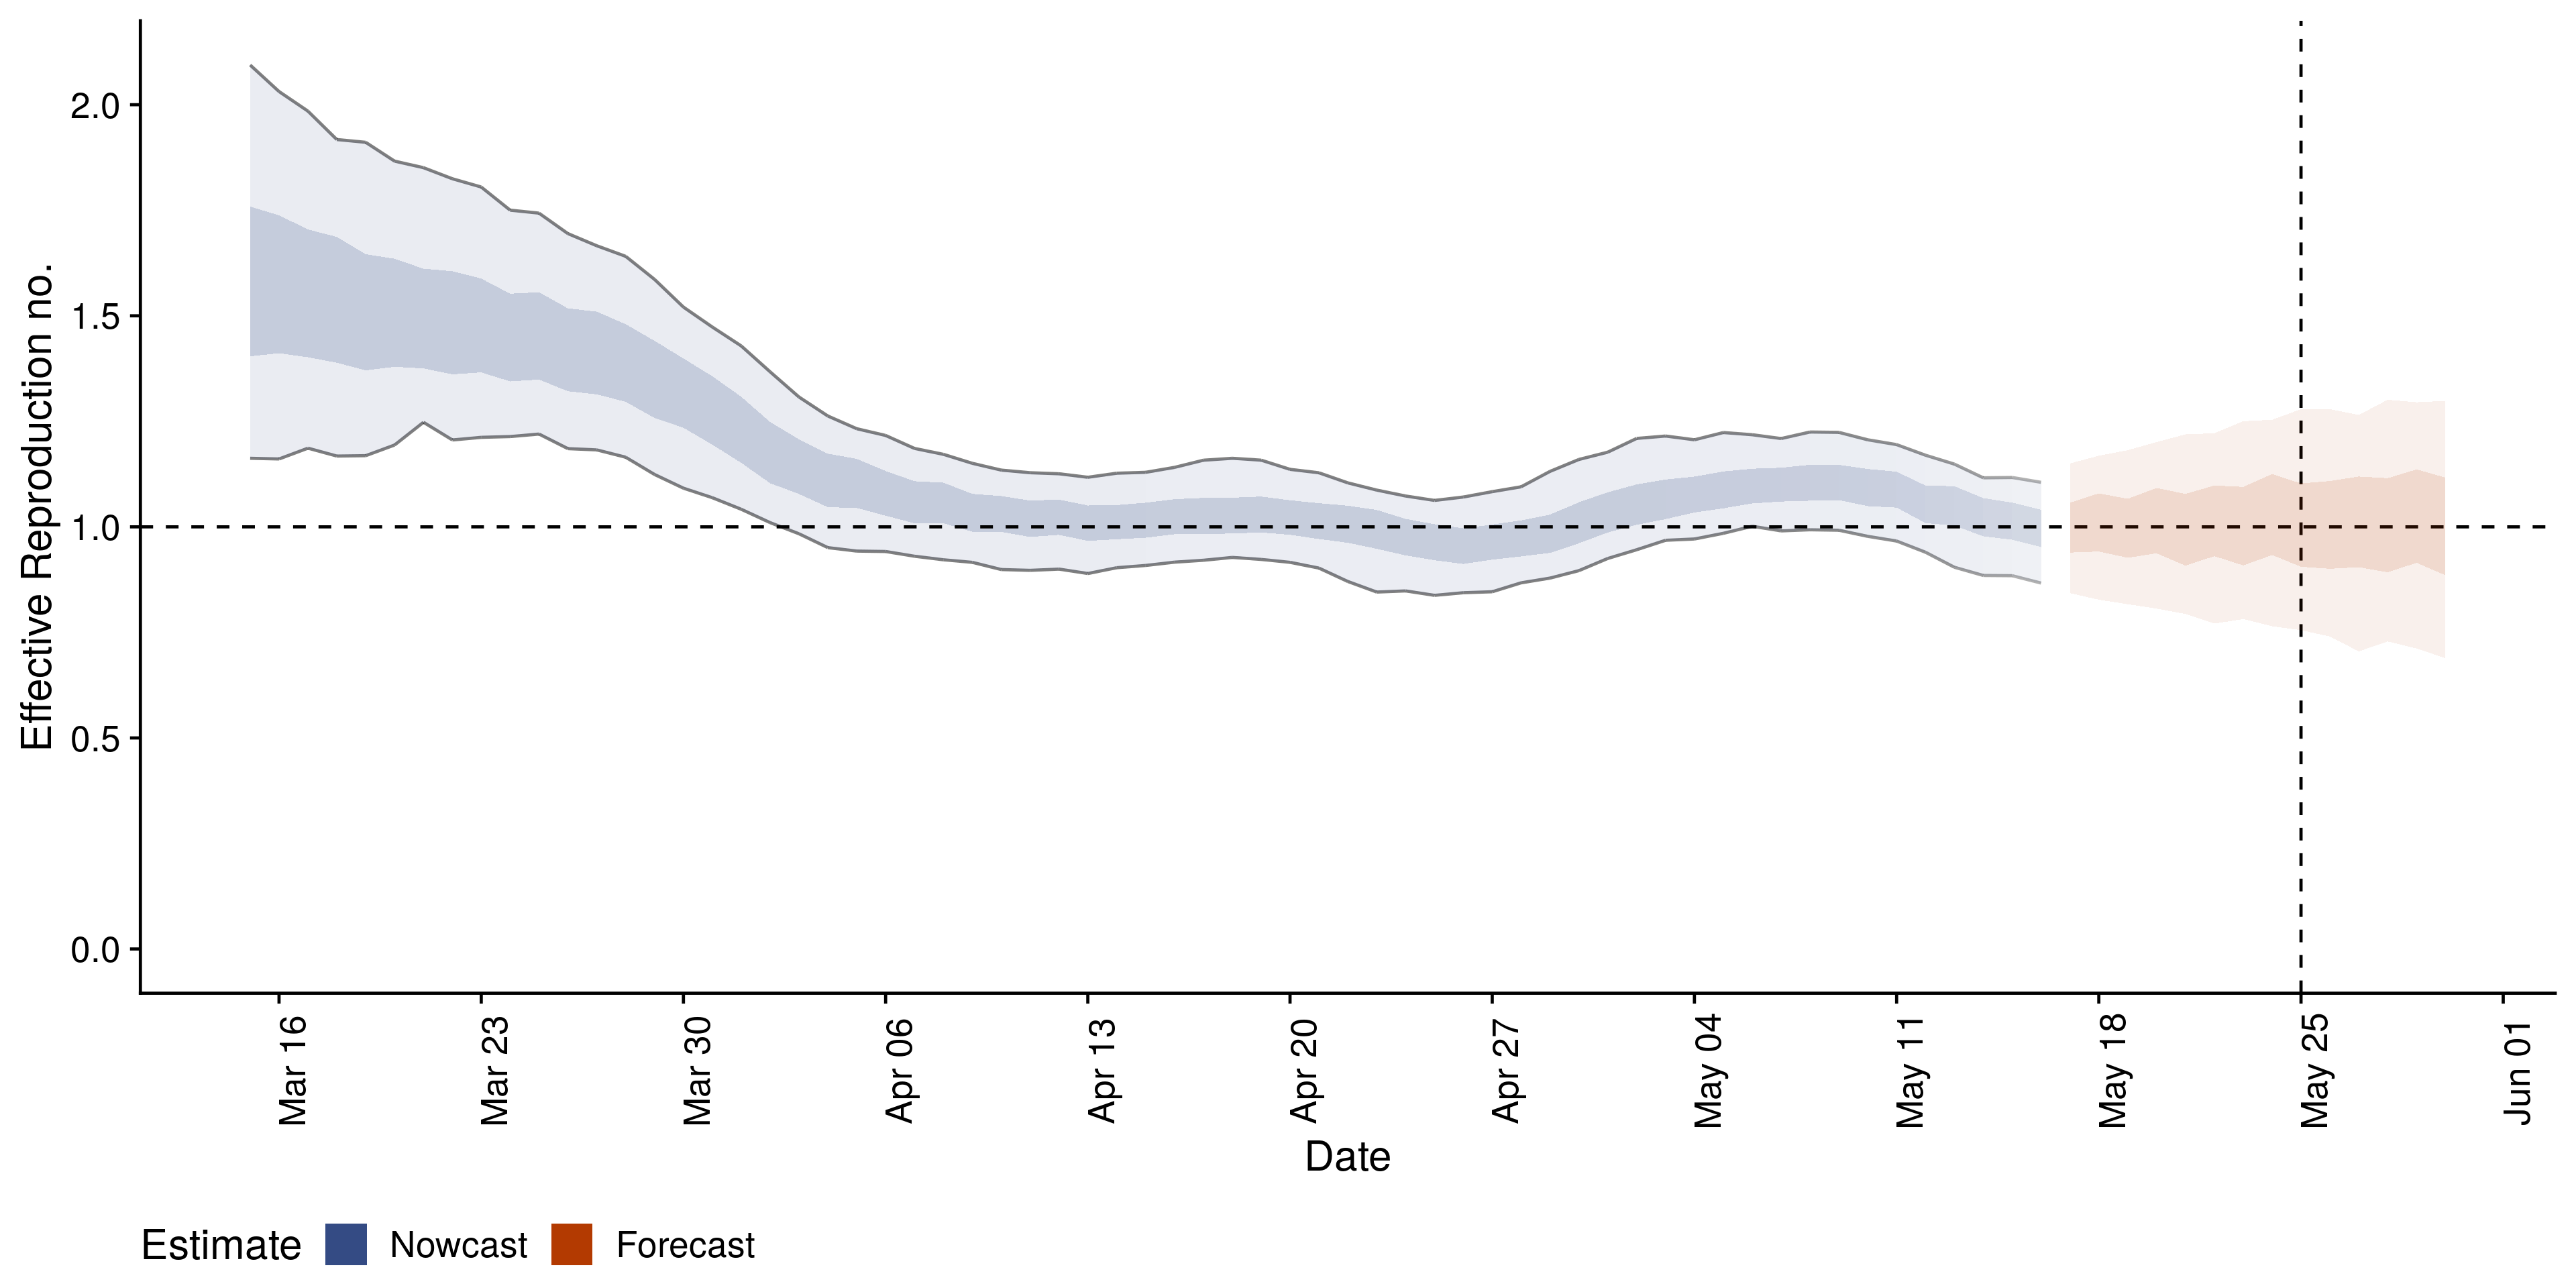 Effective Reproduction no.
2.0
1.5
1.0
0.5
0.0
Mar 16
Mar 23
Mar 30
Apr 06
Apr 13
Apr 20
Apr 27
May 04
May 11
May 18
May 25
Jun 01
Date
Estimate Nowcast Forecast